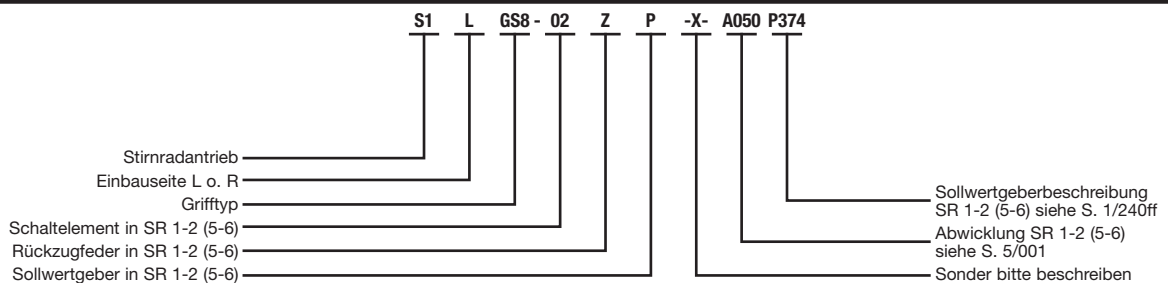 S1 L GS8 - 02 Z P -X- A050 P374
Stirnradantrieb
Einbauseite L o. R
Grifftyp
Schaltelement in SR 1-2 (5-6)
Rückzugfeder in SR 1-2 (5-6)
Sollwertgeber in SR 1-2 (5-6)
Sollwertgeberbeschreibung
SR 1-2 (5-6) siehe S. 1/240ff
Abwicklung SR 1-2 (5-6)
siehe S. 5/001
Sonder bitte beschreiben